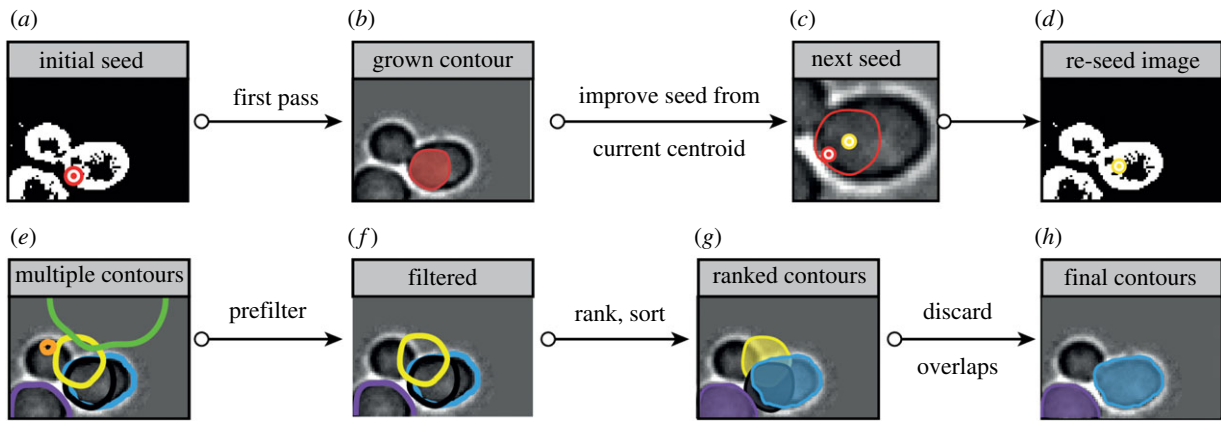 (a)
(b)
(c)
(d)
initial seed
grown contour
next seed
re-seed image
first pass
improve seed from
current centroid
(e)
(f)
(g)
(h)
multiple contours
filtered
ranked contours
final contours
prefilter
rank, sort
discard
overlaps